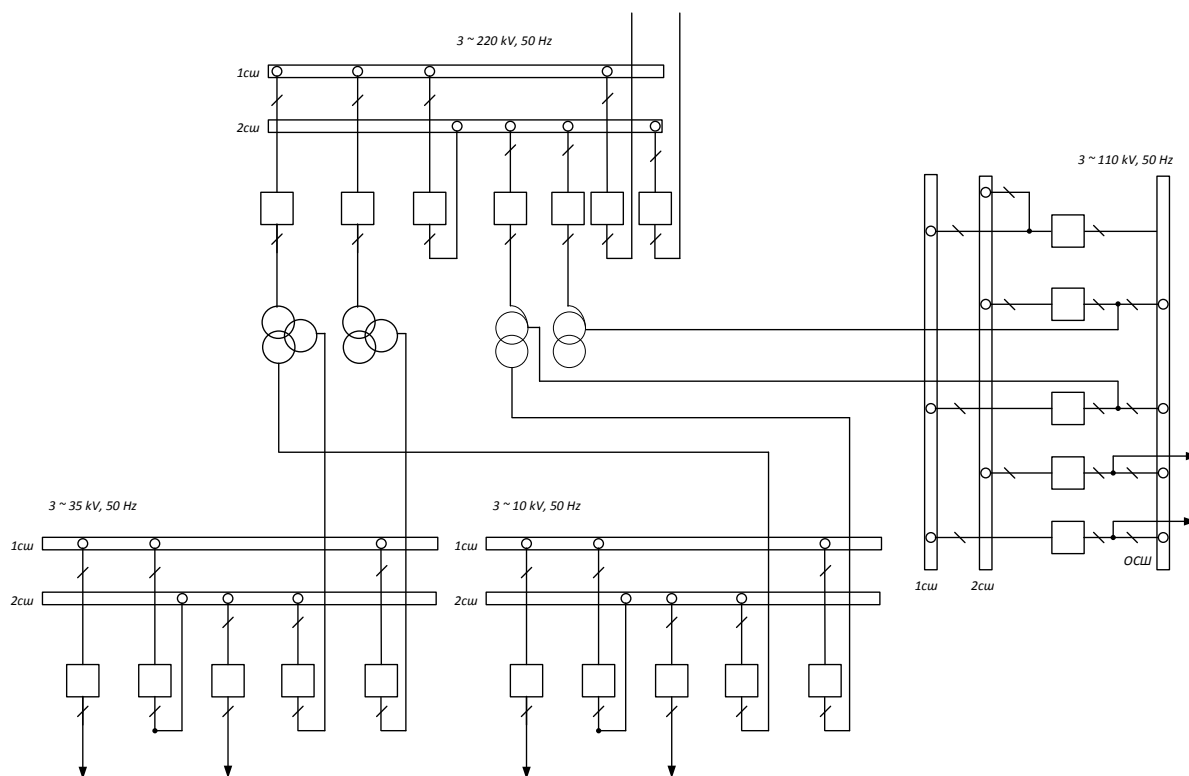 3 ~ 220 kV, 50 Hz
1сш
2сш
3 ~ 110 kV, 50 Hz
3 ~ 35 kV, 50 Hz
3 ~ 10 kV, 50 Hz
1сш
1сш
ОСШ
1сш
2сш
2сш
2сш